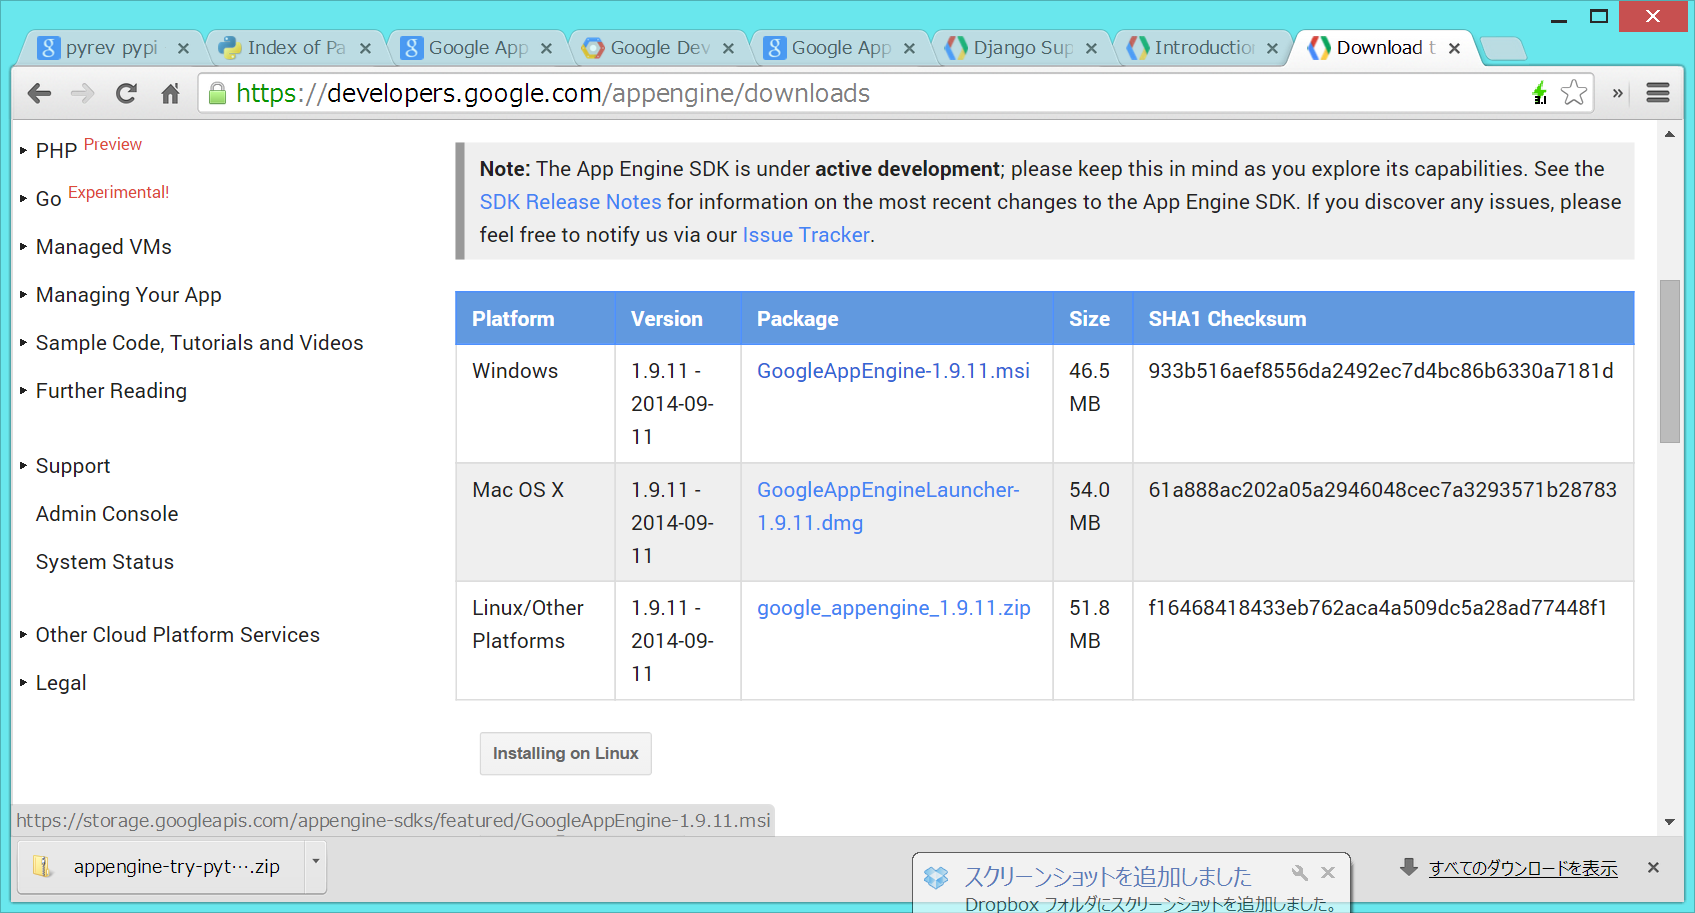 pyrev pypi
Index of Pa
Google App
Google Dev
Google App
Django Sup
Introduction
Download t
https://developers.google.com/appengine/downloads
3.1
»
PHP Preview
Go Experimental!
Managed VMs
Managing Your App
Sample Code, Tutorials and Videos
Further Reading
Support
Admin Console
System Status
Other Cloud Platform Services
Legal
Note: The App Engine SDK is under active development; please keep this in mind as you explore its capabilities. See the
SDK Release Notes for information on the most recent changes to the App Engine SDK. If you discover any issues, please
feel free to notify us via our Issue Tracker.
Platform Version Package Size SHA1 Checksum
Windows 1.9.11 - GoogleAppEngine-1.9.11.msi 46.5 933b516aef8556da2492ec7d4bc86b6330a7181d
2014-09- MB
11
Mac OS X 1.9.11 - GoogleAppEngineLauncher- 54.0 61a888ac202a05a2946048cec7a3293571b28783
2014-09- 1.9.11.dmg MB
11
Linux/Other 1.9.11 - google_appengine_1.9.11.zip 51.8 f16468418433eb762aca4a509dc5a28ad77448f1
Platforms 2014-09- MB
11
Installing on Linux
https://storage.googleapis.com/appengine-sdks/featured/GoogleAppEngine-1.9.11.msi
appengine-try-pyt….zip
スクリーンショットを追加しました
Dropbox フォルダにスクリーンショットを追加しました。
すべてのダウンロードを表示